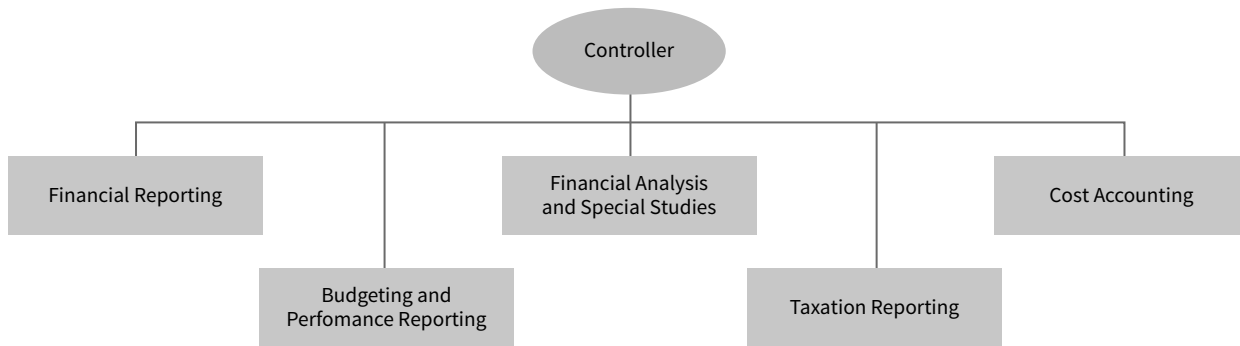 Controller
Financial Reporting
Financial Analysis
and Special Studies
Cost Accounting
Budgeting and
Perfomance Reporting
Taxation Reporting